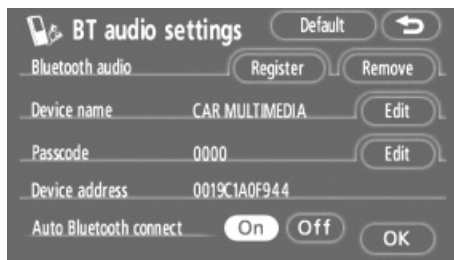 BT audio settings Default
Bluetooth audio Register Remove
Device name CAR MULTIMEDIA Edit
Passcode 0000 Edit
Device address 0019C1A0F944
Auto Bluetooth connect On Off OK